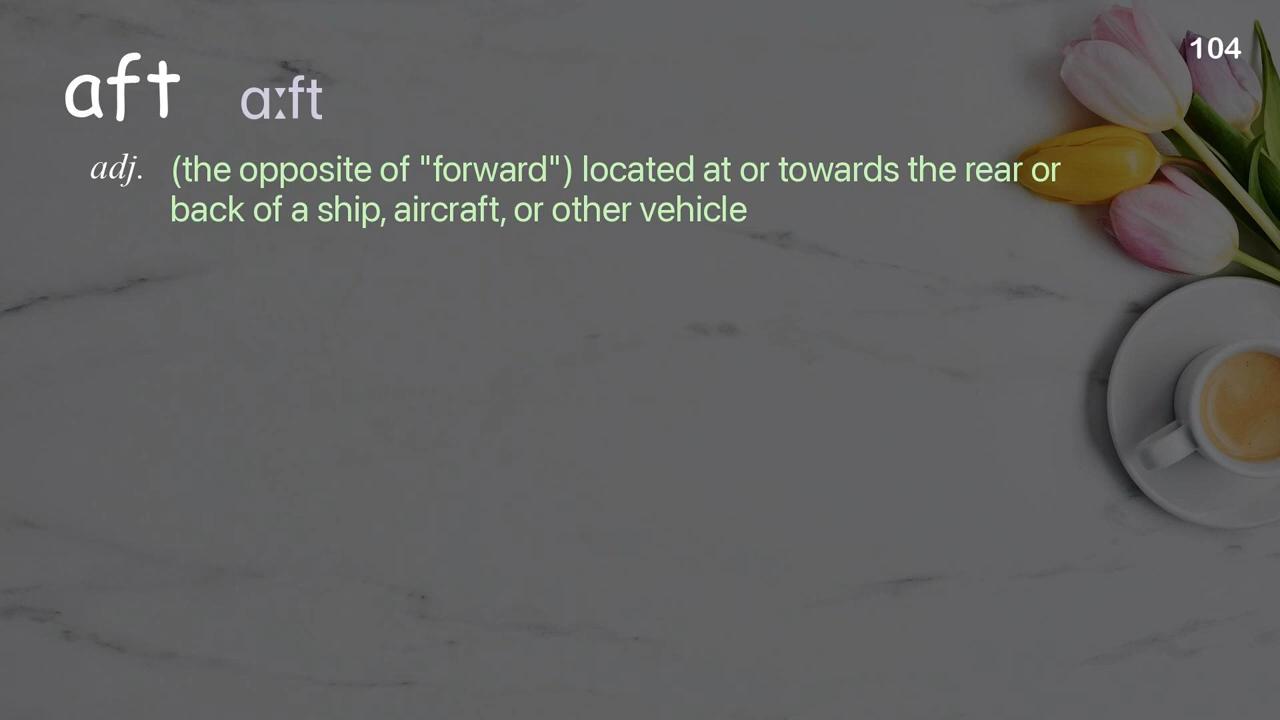 104
aft ɑːft
adj. (the opposite of "forward") located at or towards the rear or
back of a ship, aircraft, or other vehicle